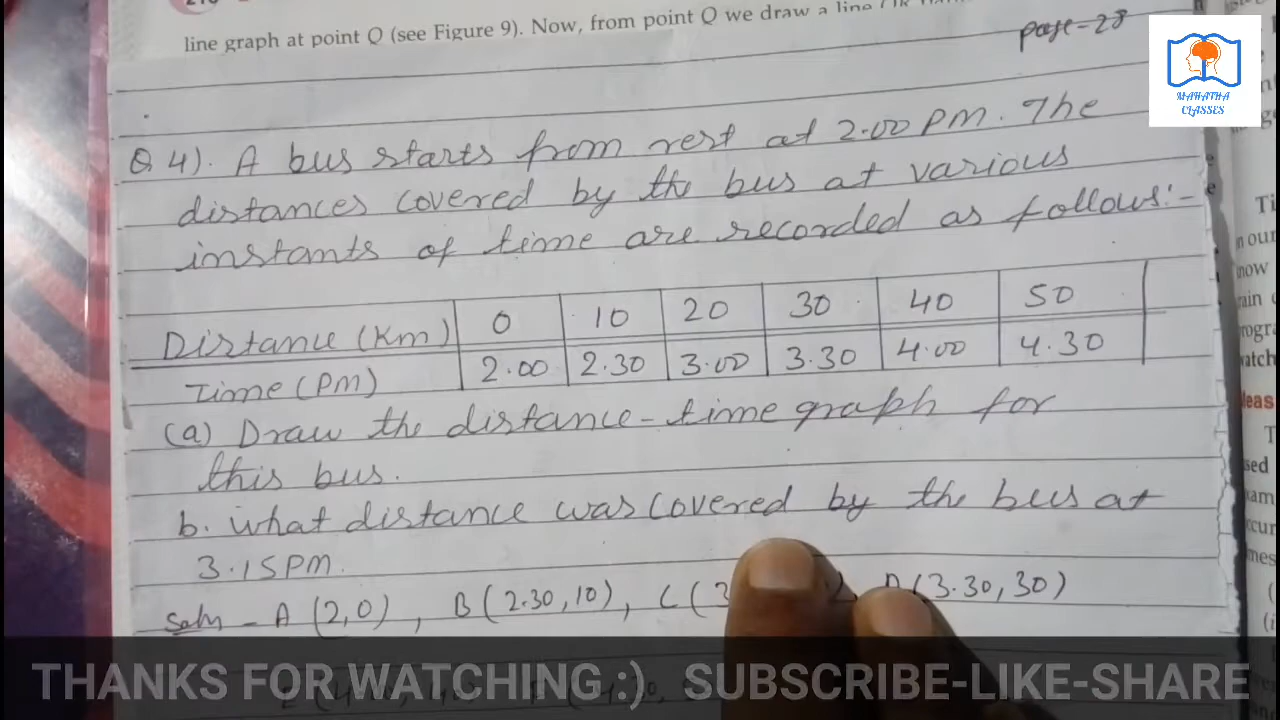 line graph at point Q (see Figure 9). Now, from point Q we draw a line
page-28
MAHATHA
CLASSES
Q 4). A bus starts from rest at 2.00 PM. The
distances covered by the bus at various
instants of time are recorded as follows:-
Distance (Km) 0 10 20 30 40 50
Time (PM) 2.00 2.30 3.00 3.30 4.00 4.30
(a) Draw the distance-time graph for
this bus.
b. What distance was covered by the bus at
3.15PM.
Soln - A (2,0), B (2.30,10), C ( D (3.30,30)
THANKS FOR WATCHING :) SUBSCRIBE-LIKE-SHARE